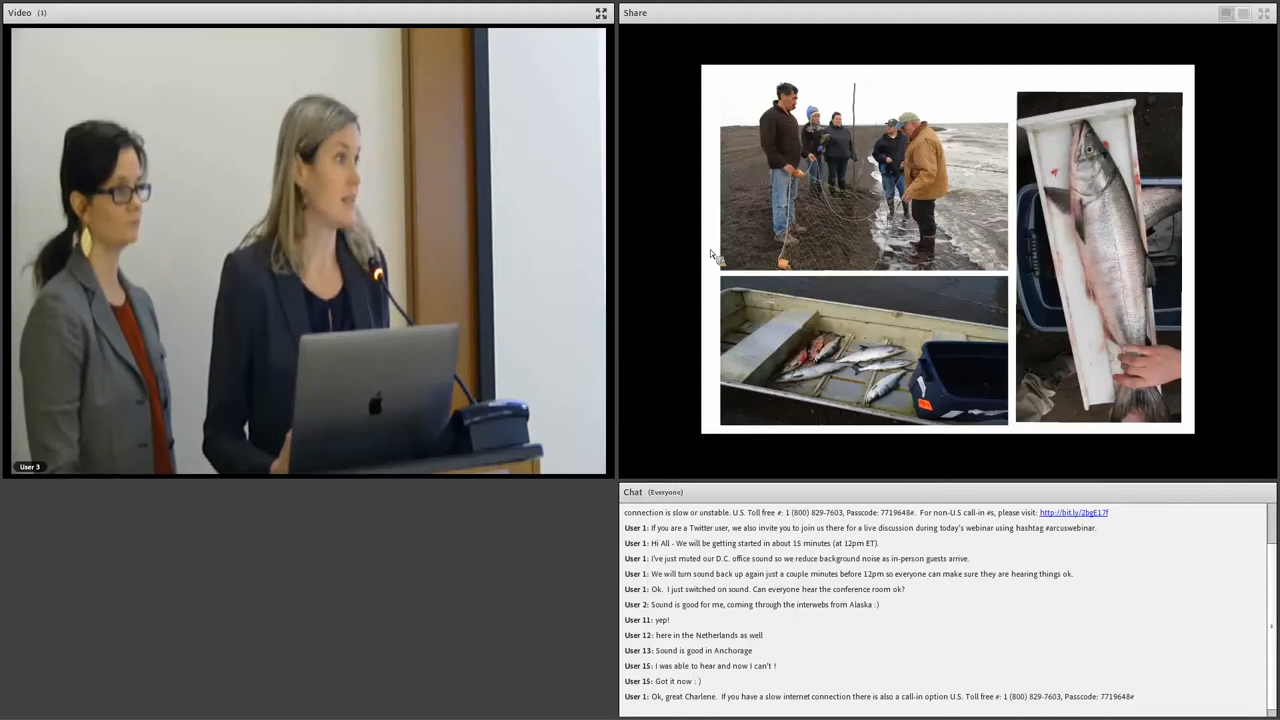 Video (1)
Share
User 3
Chat (Everyone)
connection is slow or unstable. U.S. Toll free #: 1 (800) 829-7603, Passcode: 7719648#. For non-U.S call-in #s, please visit: http://bit.ly/2bgE17f
User 1: If you are a Twitter user, we also invite you to join us there for a live discussion during today's webinar using hashtag #arcuswebinar.
User 1: Hi All - We will be getting started in about 15 minutes (at 12pm ET).
User 1: I've just muted our D.C. office sound so we reduce background noise as in-person guests arrive.
User 1: We will turn sound back up again just a couple minutes before 12pm so everyone can make sure they are hearing things ok.
User 1: Ok. I just switched on sound. Can everyone hear the conference room ok?
User 2: Sound is good for me, coming through the interwebs from Alaska :)
User 11: yep!
User 12: here in the Netherlands as well
User 13: Sound is good in Anchorage
User 15: I was able to hear and now I can't !
User 15: Got it now : )
User 1: Ok, great Charlene. If you have a slow internet connection there is also a call-in option U.S. Toll free #: 1 (800) 829-7603, Passcode: 7719648#